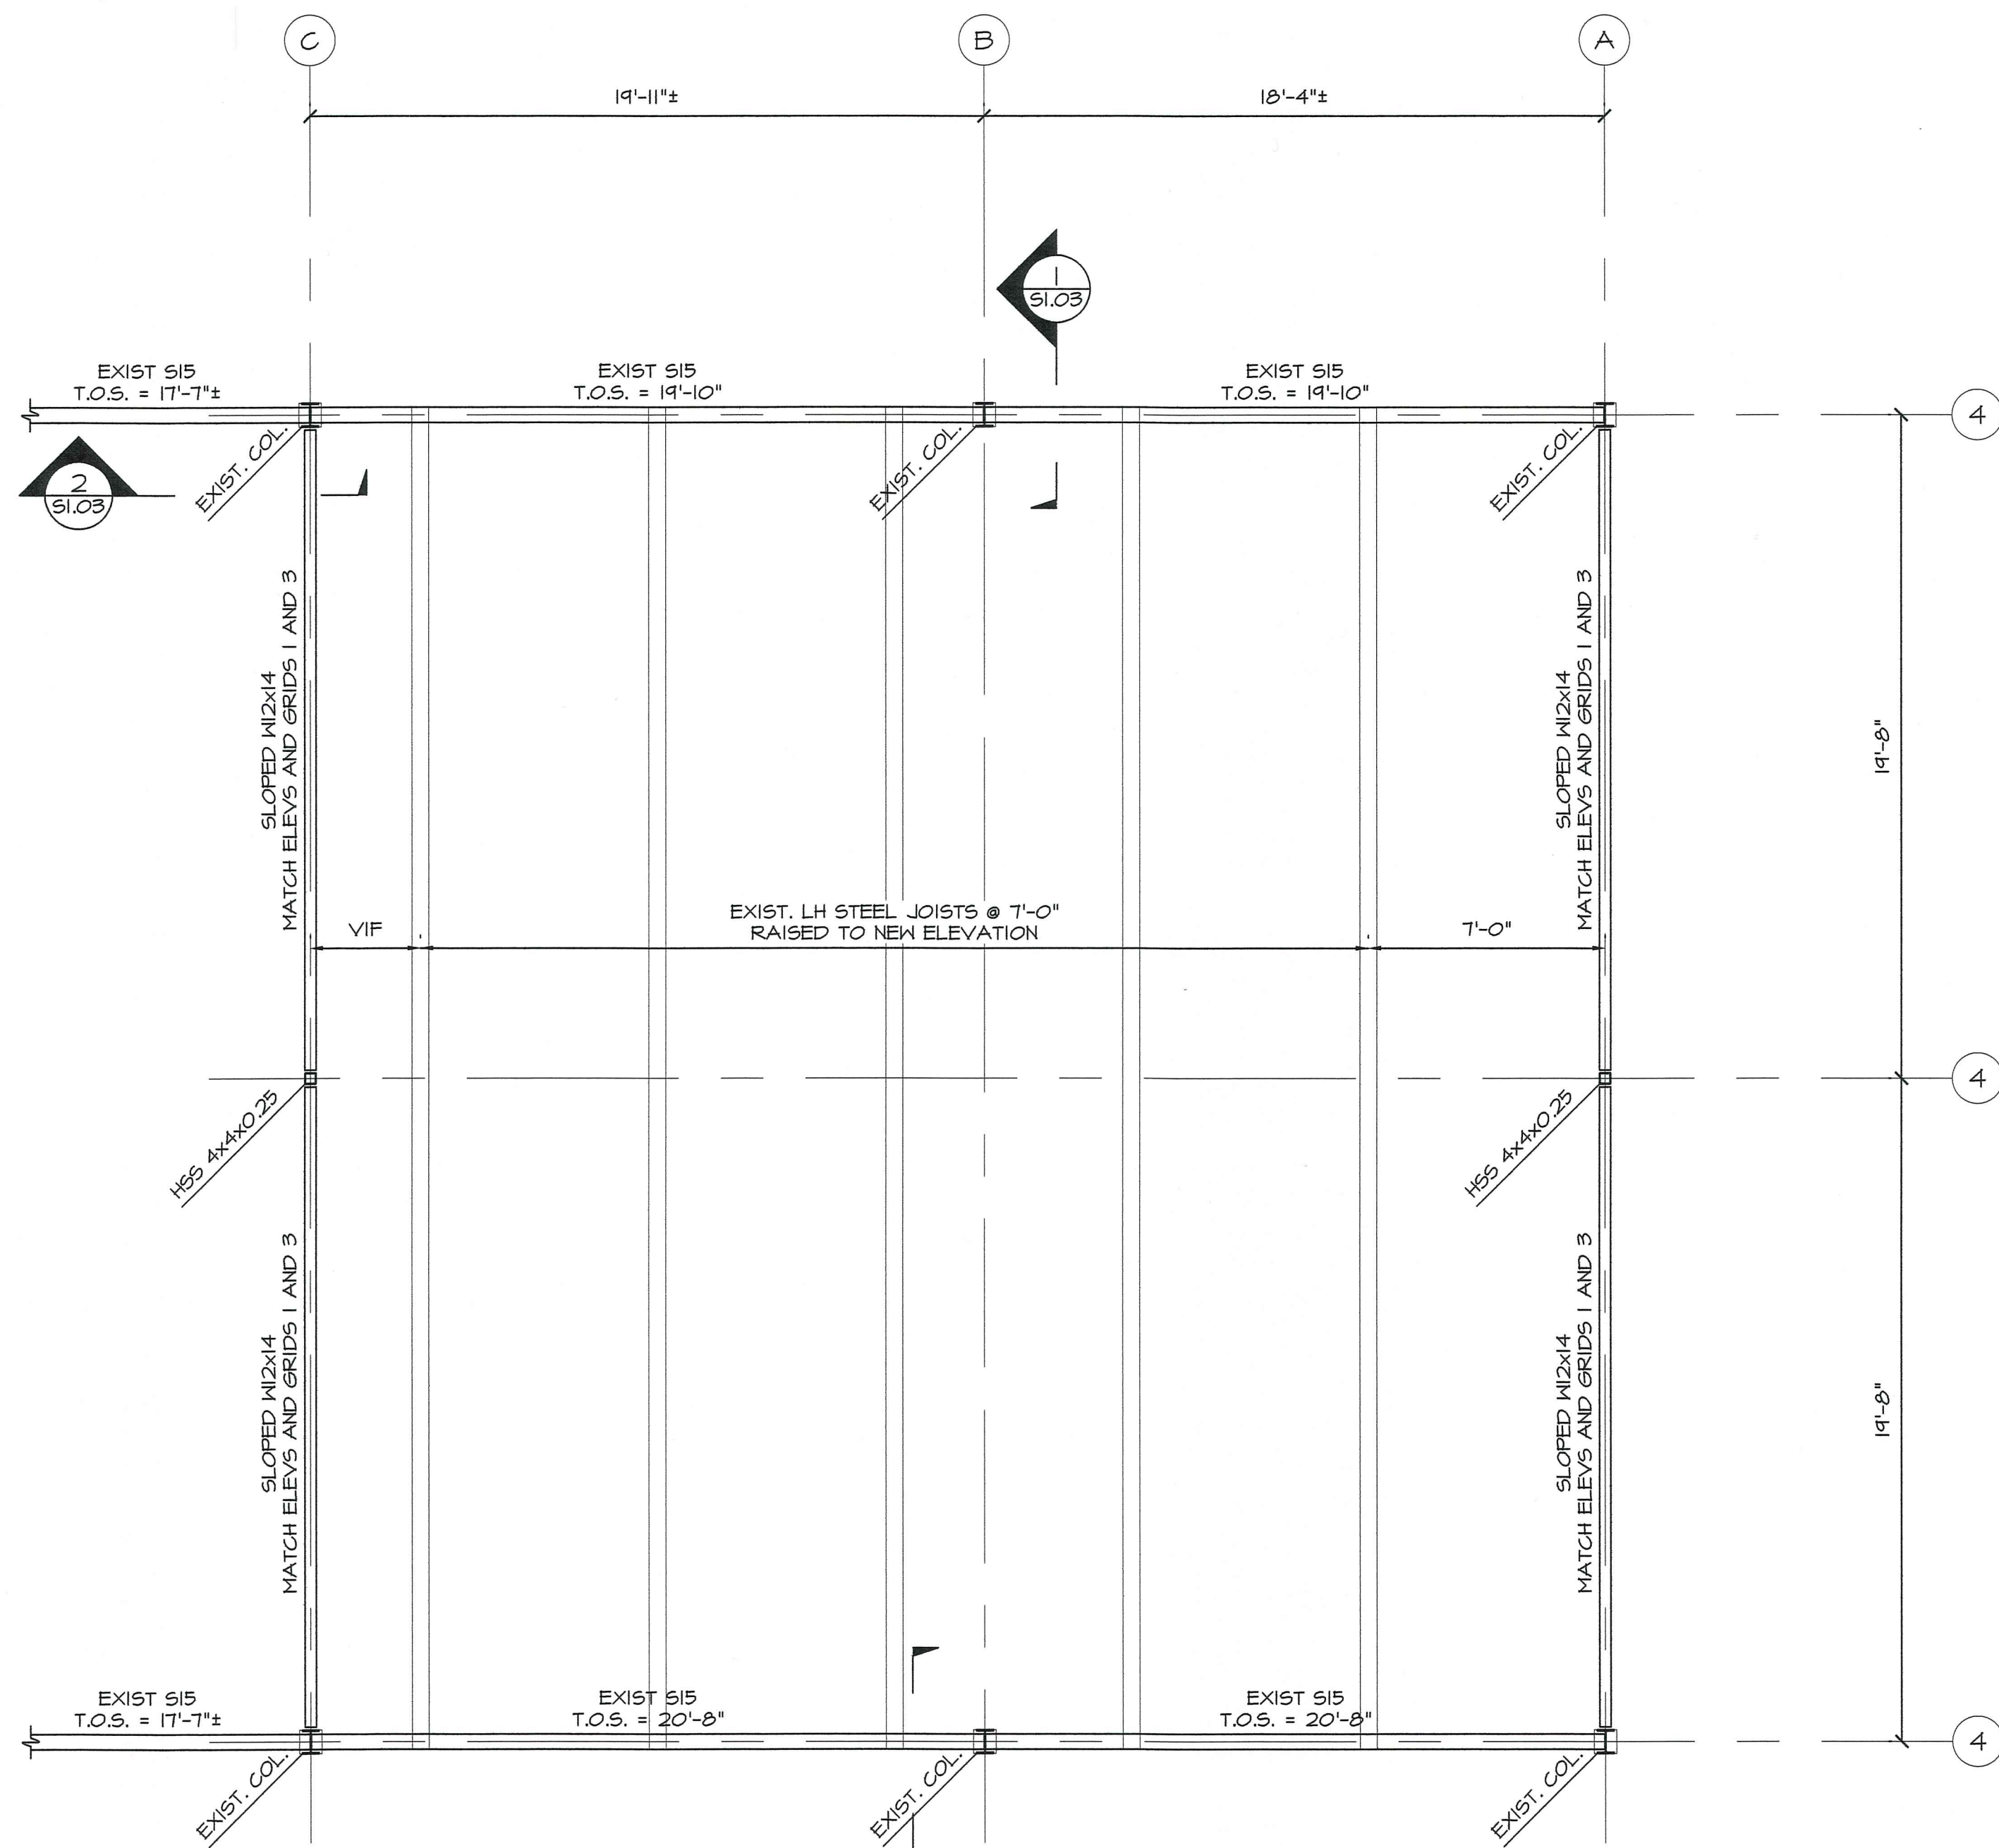 C
B
A
19'-11"±
18'-4"±
1
S1.03
EXIST S15
T.O.S. = 17'-7"±
EXIST S15
T.O.S. = 19'-10"
EXIST S15
T.O.S. = 19'-10"
4
EXIST. COL.
EXIST. COL.
EXIST. COL.
2
S1.03
SLOPED W12x14
MATCH ELEVS AND GRIDS 1 AND 3
SLOPED W12x14
MATCH ELEVS AND GRIDS 1 AND 3
19'-8"
VIF
EXIST. LH STEEL JOISTS @ 7'-0"
RAISED TO NEW ELEVATION
7'-0"
4
HSS 4x4x0.25
HSS 4x4x0.25
SLOPED W12x14
MATCH ELEVS AND GRIDS 1 AND 3
SLOPED W12x14
MATCH ELEVS AND GRIDS 1 AND 3
19'-8"
EXIST S15
T.O.S. = 17'-7"±
EXIST S15
T.O.S. = 20'-8"
EXIST S15
T.O.S. = 20'-8"
4
EXIST. COL.
EXIST. COL.
EXIST. COL.